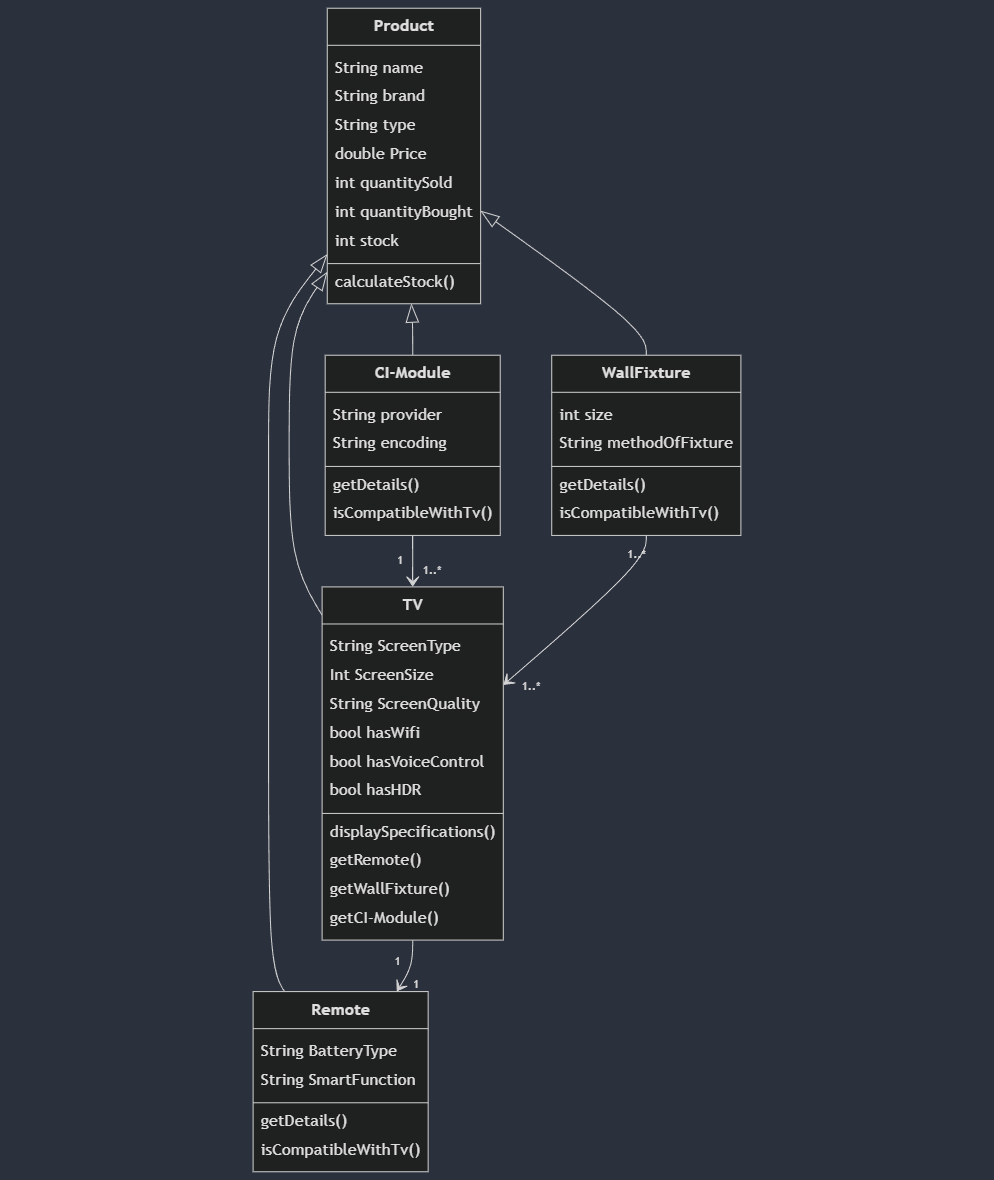 Product
String name
String brand
String type
double Price
int quantitySold
int quantityBought
int stock
calculateStock()
CI-Module
String provider
String encoding
getDetails()
isCompatibleWithTv()
WallFixture
int size
String methodOfFixture
getDetails()
isCompatibleWithTv()
1
1..*
1..*
1..*
TV
String ScreenType
Int ScreenSize
String ScreenQuality
bool hasWifi
bool hasVoiceControl
bool hasHDR
displaySpecifications()
getRemote()
getWallFixture()
getCI-Module()
1
1
Remote
String BatteryType
String SmartFunction
getDetails()
isCompatibleWithTv()